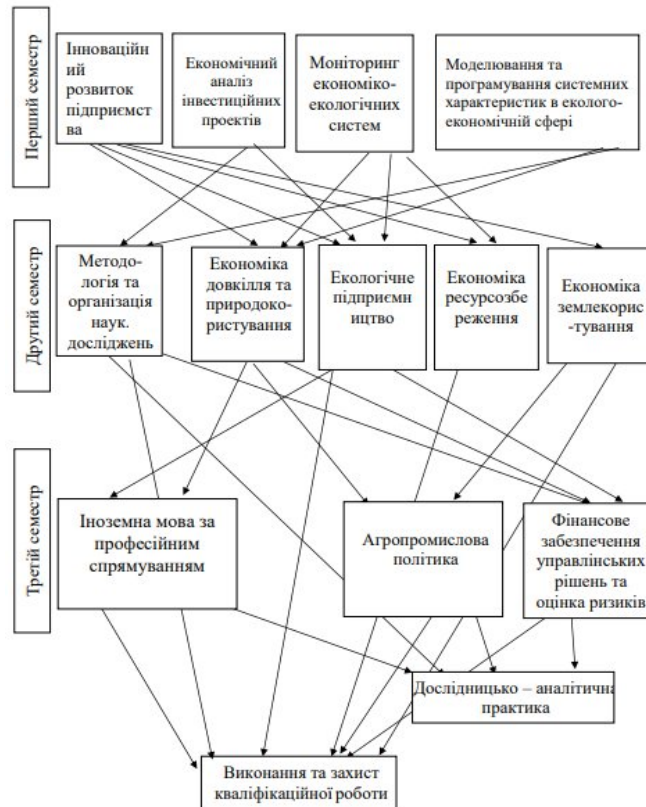 Перший семестр
Інноваційн
ий
розвиток
підприємст
ва
Економічний
аналіз
інвестиційних
проектів
Моніторинг
економіко-
екологічних
систем
Моделювання та
програмування системних
характеристик в еколого-
економічній сфері
Другий семестр
Методо-
логія та
організація
наук.
досліджень
Економіка
довкілля та
природоко-
ристування
Екологічне
підприємн
ицтво
Економіка
ресурсозбе
реження
Економіка
землекорис
-тування
Третій семестр
Іноземна мова за
професійним
спрямуванням
Агропромислова
політика
Фінансове
забезпечення
управлінських
рішень та
оцінка ризиків
Дослідницько – аналітична
практика
Виконання та захист
кваліфікаційної роботи